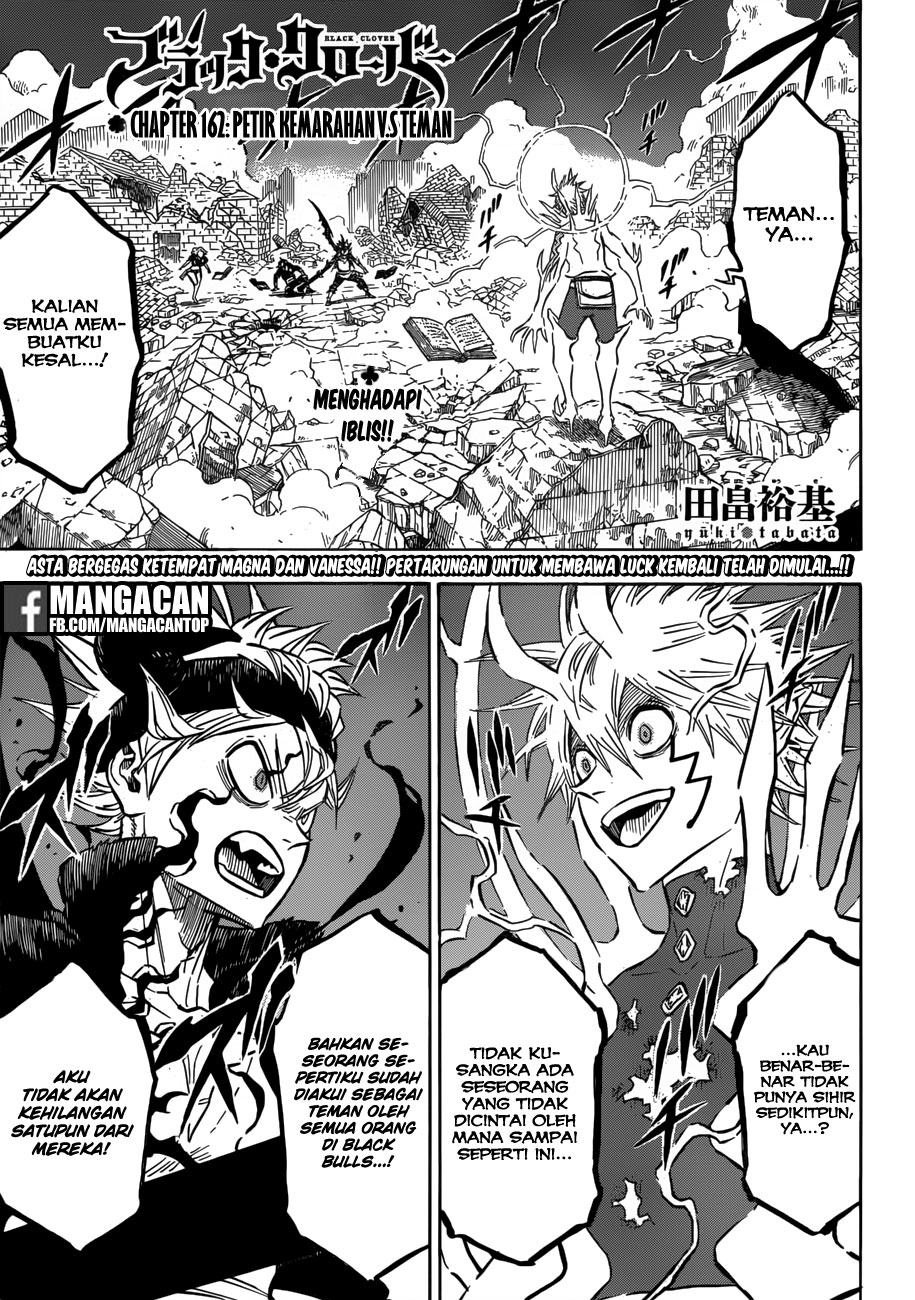 ブラック・クローバー
BLACK CLOVER
CHAPTER 162: PETIR KEMARAHAN V.S TEMAN
TEMAN...
YA...
KALIAN
SEMUA MEM-
BUATKU
KESAL...!
MENGHADAPI
IBLIS!!
田畠裕基
yūki tabata
ASTA BERGEGAS KETEMPAT MAGNA DAN VANESSA!! PERTARUNGAN UNTUK MEMBAWA LUCK KEMBALI TELAH DIMULAI...!!
f MANGACAN
FB.COM/MANGACANTOP
...KAU
BENAR-BE-
NAR TIDAK
PUNYA SIHIR
SEDIKITPUN,
YA...?
TIDAK KU-
SANGKA ADA
SESEORANG
YANG TIDAK
DICINTAI OLEH
MANA SAMPAI
SEPERTI INI...
BAHKAN SE-
SEORANG SE-
PERTIKU SUDAH
DIAKUI SEBAGAI
TEMAN OLEH
SEMUA ORANG
DI BLACK
BULLS...!
AKU
TIDAK AKAN
KEHILANGAN
SATUPUN DARI
MEREKA!